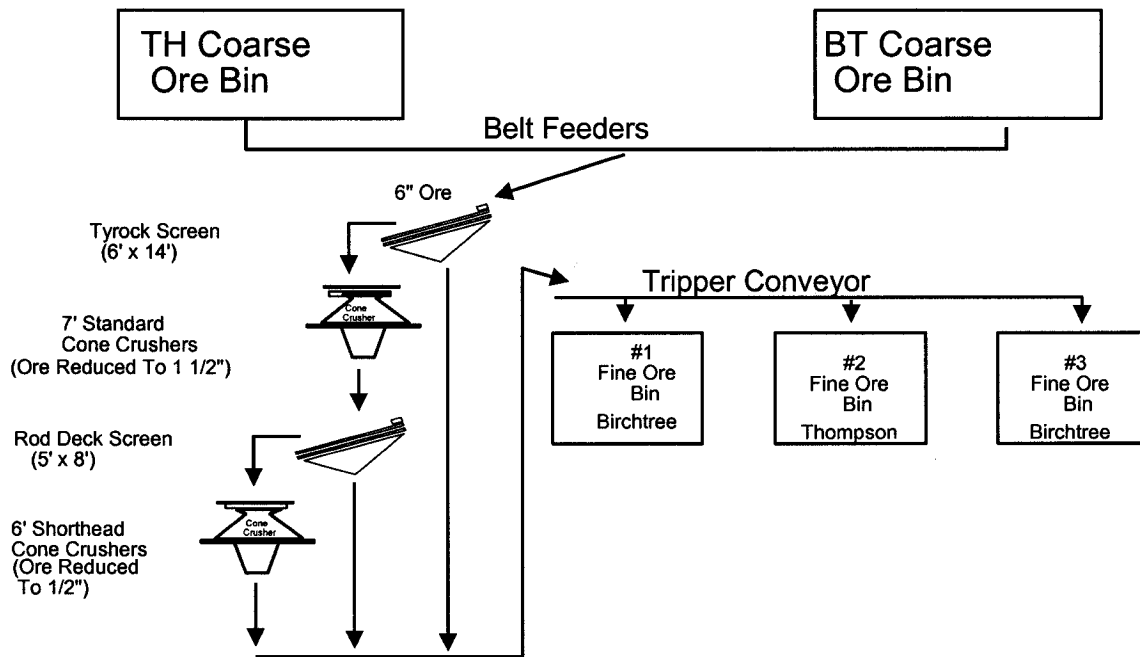 TH Coarse
Ore Bin
BT Coarse
Ore Bin
Belt Feeders
6" Ore
Tyrock Screen
(6' x 14')
Cone
Crusher
7' Standard
Cone Crushers
(Ore Reduced To 1 1/2")
Rod Deck Screen
(5' x 8')
Cone
Crusher
6' Shorthead
Cone Crushers
(Ore Reduced
To 1/2")
Tripper Conveyor
#1
Fine Ore
Bin
Birchtree
#2
Fine Ore
Bin
Thompson
#3
Fine Ore
Bin
Birchtree